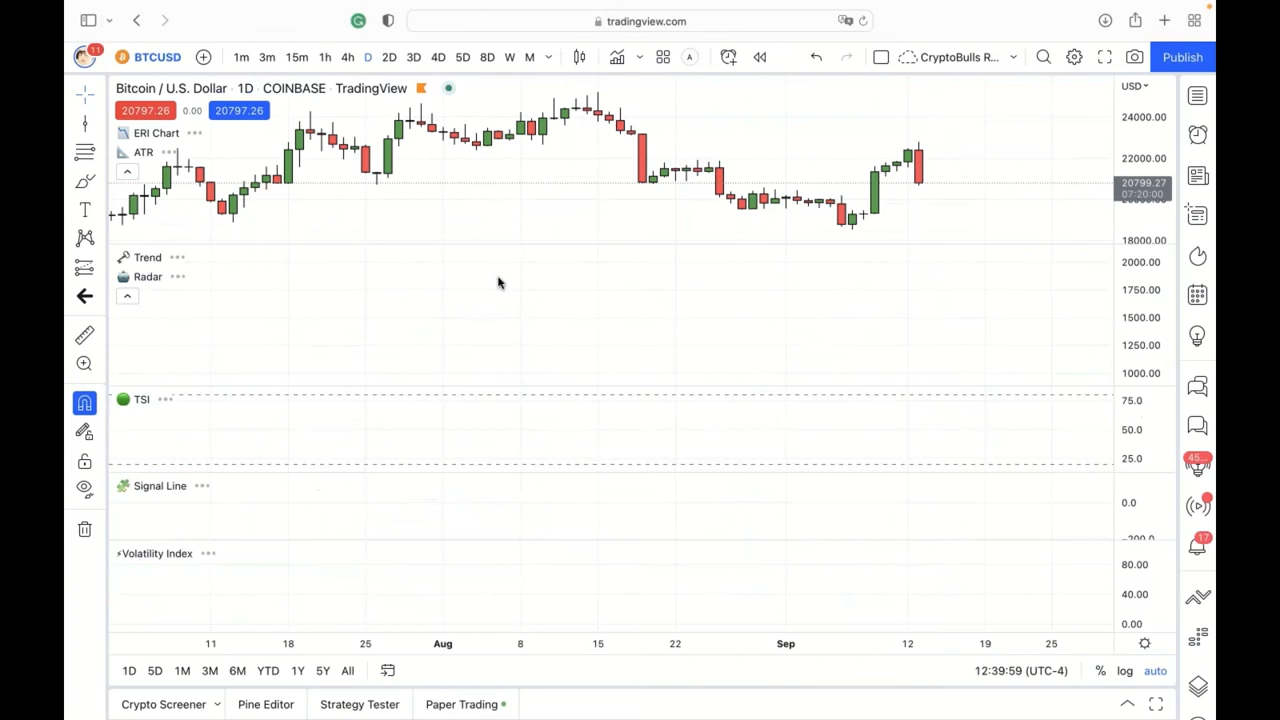 tradingview.com
11
BTCUSD 1m 3m 15m 1h 4h D 2D 3D 4D 5D 8D W M A CryptoBulls R... Publish
Bitcoin / U.S. Dollar · 1D · COINBASE · TradingView
USD
20797.26 0.00 20797.26
24000.00
ERI Chart
ATR
22000.00
20799.27
07:20:00
18000.00
Trend
2000.00
Radar
1750.00
1500.00
1250.00
1000.00
TSI
75.0
50.0
25.0
45...
Signal Line
0.0
−200.0
17
⚡Volatility Index
80.00
40.00
0.00
11 18 25 Aug 8 15 22 Sep 12 19 25
1D 5D 1M 3M 6M YTD 1Y 5Y All 12:39:59 (UTC-4) % log auto
Crypto Screener Pine Editor Strategy Tester Paper Trading